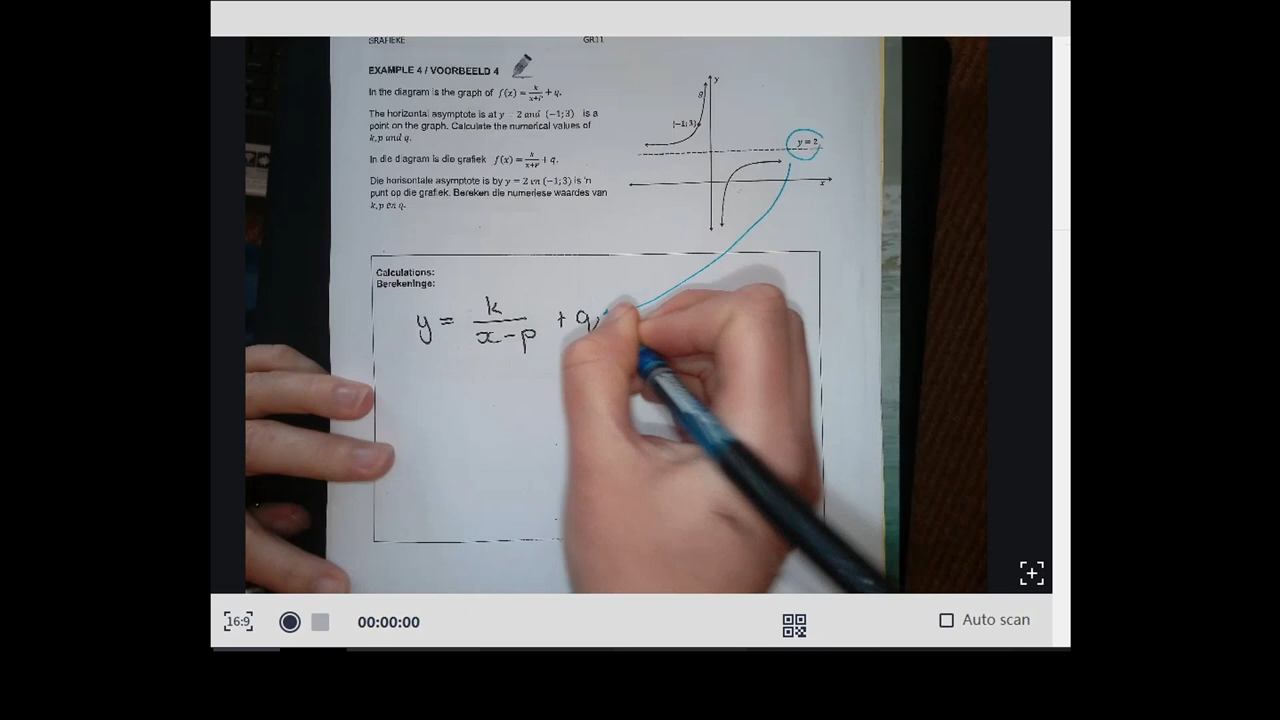 GRAFIEKE GR11
EXAMPLE 4 / VOORBEELD 4
In the diagram is the graph of f(x) = k/(x+p) + q.
The horizontal asymptote is at y = 2 and (−1; 3) is a
point on the graph. Calculate the numerical values of
k, p and q.
In die diagram is die grafiek f(x) = k/(x+p) + q.
Die horisontale asymptote is by y = 2 en (−1; 3) is 'n
punt op die grafiek. Bereken die numeriese waardes van
k, p en q.
y
g
(−1; 3)
y = 2
x
Calculations:
Berekeninge:
y = k/(x − p) + q
16:9
00:00:00
Auto scan